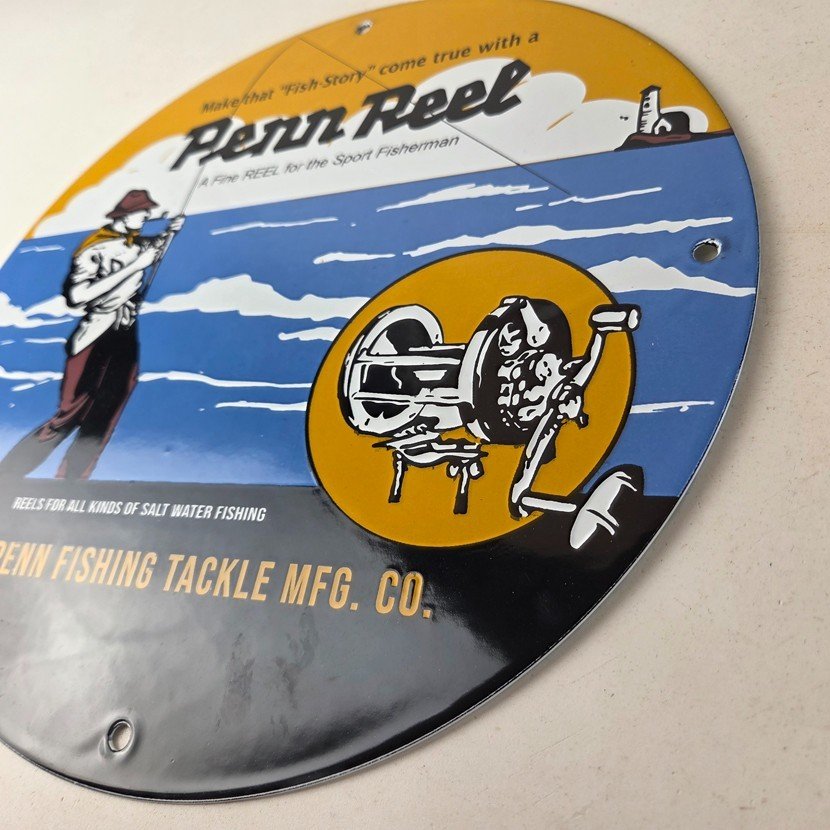 Make that "Fish-Story" come true with a
Penn Reel
A Fine REEL for the Sport Fisherman
REELS FOR ALL KINDS OF SALT WATER FISHING
PENN FISHING TACKLE MFG. CO.